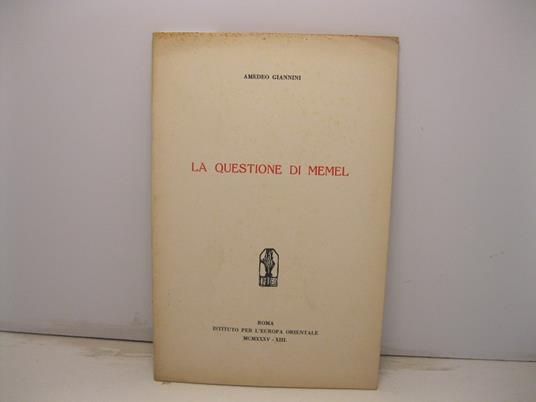 AMEDEO GIANNINI
LA QUESTIONE DI MEMEL
ROMA
ISTITUTO PER L'EUROPA ORIENTALE
MCMXXXV - XIII